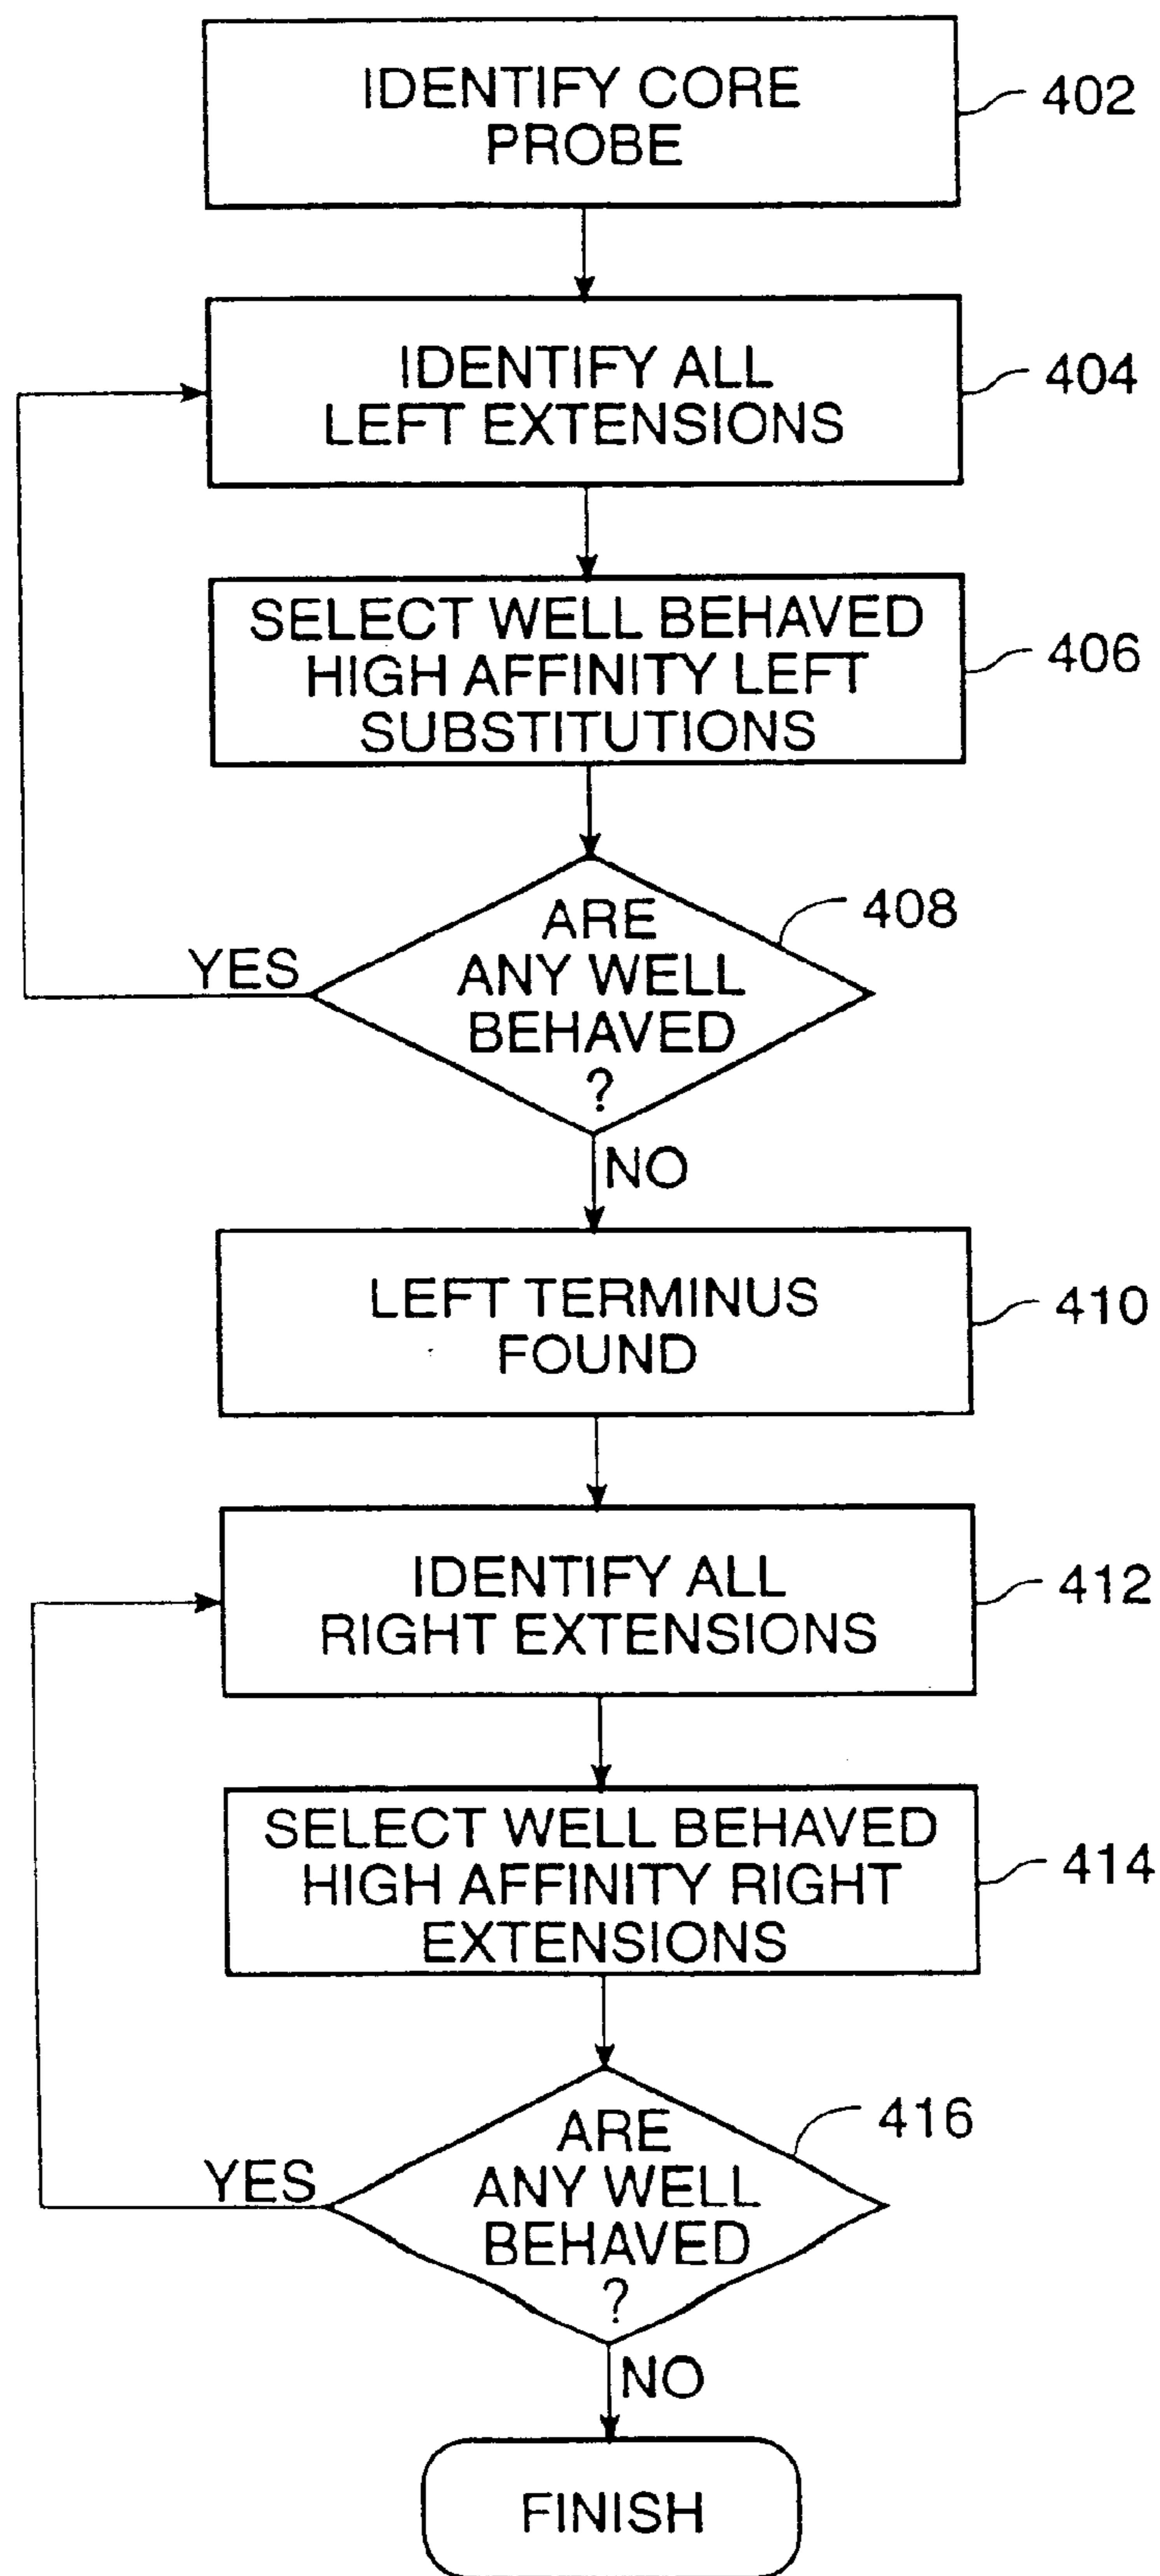 IDENTIFY CORE
PROBE
402
IDENTIFY ALL
LEFT EXTENSIONS
404
SELECT WELL BEHAVED
HIGH AFFINITY LEFT
SUBSTITUTIONS
406
ARE
ANY WELL
BEHAVED
?
408
YES
NO
LEFT TERMINUS
FOUND
410
IDENTIFY ALL
RIGHT EXTENSIONS
412
SELECT WELL BEHAVED
HIGH AFFINITY RIGHT
EXTENSIONS
414
ARE
ANY WELL
BEHAVED
?
416
YES
NO
FINISH